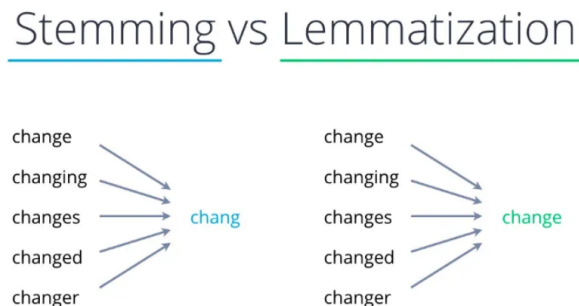 Stemming vs Lemmatization
change
changing
changes
changed
changer
chang
change
changing
changes
changed
changer
change